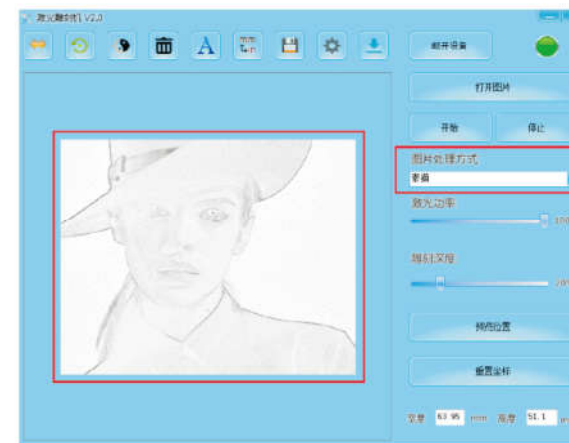 激光雕刻机 V2.0
断开设备
打开图片
开始 停止
图片处理方式
素描
激光功率
100
雕刻深度
20%
预览位置
重置坐标
宽度 63.95 mm 高度 51.1